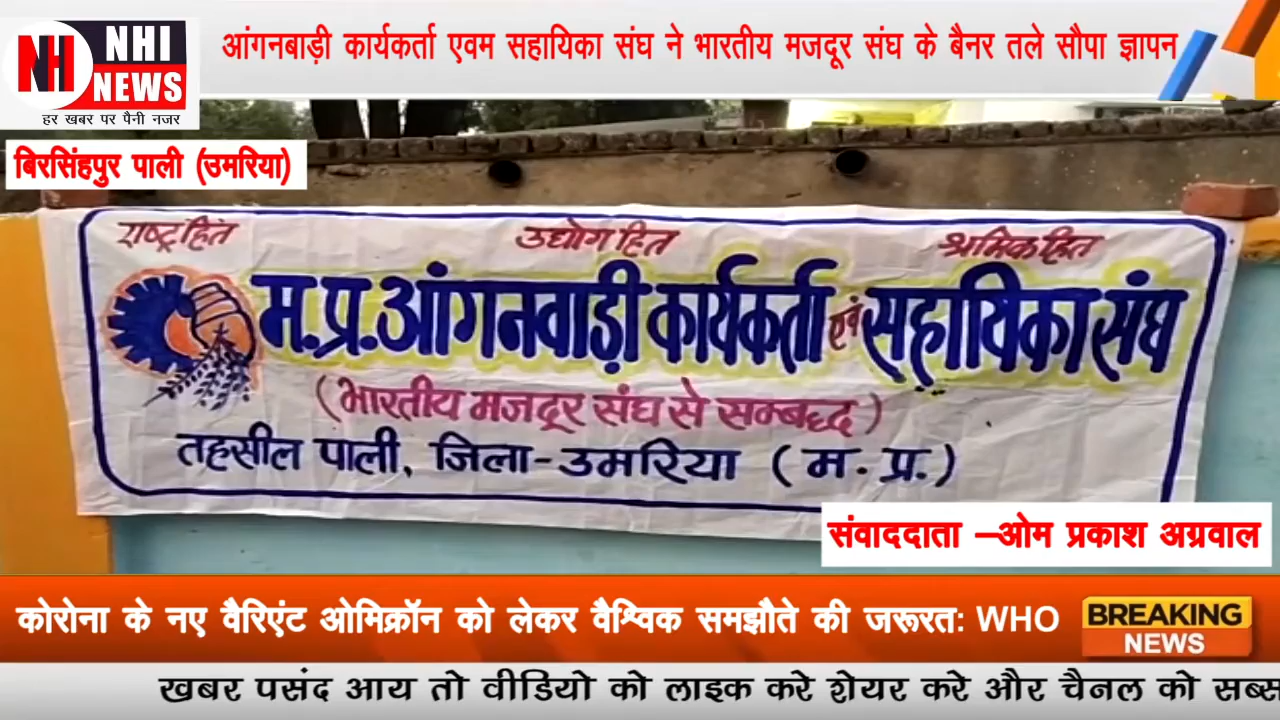 NHI
NEWS
NH
हर खबर पर पैनी नजर
आंगनबाड़ी कार्यकर्ता एवम सहायिका संघ ने भारतीय मजदूर संघ के बैनर तले सौपा ज्ञापन
बिरसिंहपुर पाली (उमरिया)
राष्ट्रहित उद्योग हित श्रमिक हित
म.प्र.आंगनवाड़ी कार्यकर्ता एवं सहायिका संघ
(भारतीय मजदूर संघ से सम्बद्ध)
तहसील पाली, जिला-उमरिया (म.प्र.)
संवाददाता –ओम प्रकाश अग्रवाल
कोरोना के नए वैरिएंट ओमिक्रॉन को लेकर वैश्विक समझौते की जरूरत: WHO
BREAKING
NEWS
खबर पसंद आय तो वीडियो को लाइक करे शेयर करे और चैनल को सब्स